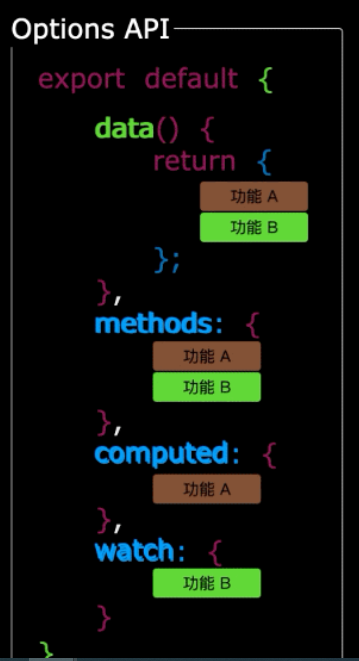 Options API
export default {
data() {
return {
功能 A
功能 B
};
},
methods: {
功能 A
功能 B
},
computed: {
功能 A
},
watch: {
功能 B
}
}